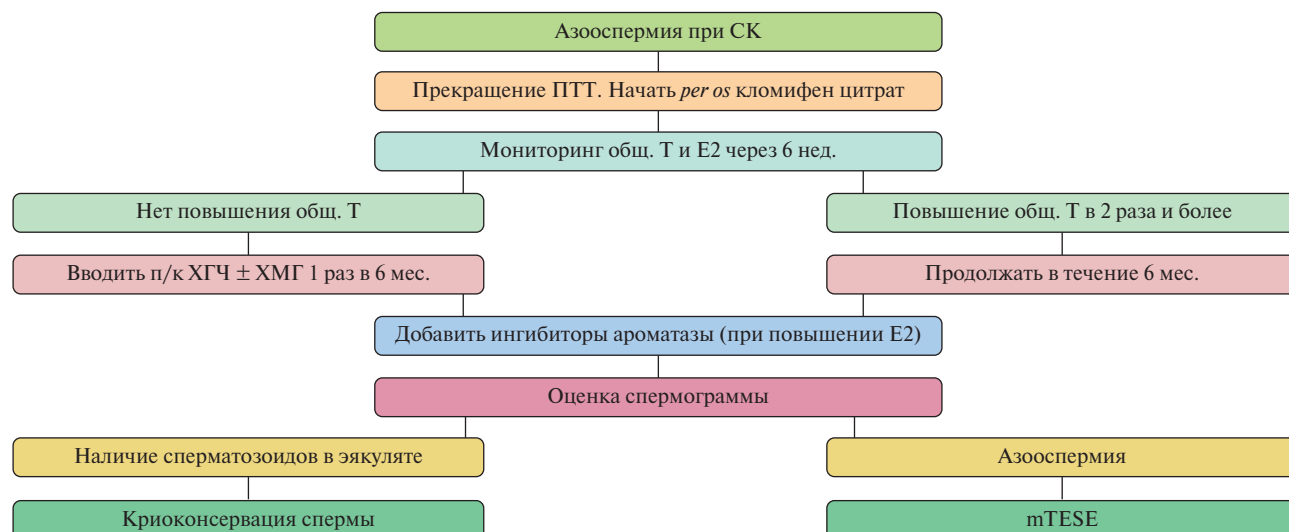 Азооспермия при СК
Прекращение ПТТ. Начать per os кломифен цитрат
Мониторинг общ. Т и Е2 через 6 нед.
Нет повышения общ. Т
Повышение общ. Т в 2 раза и более
Вводить п/к ХГЧ ± ХМГ 1 раз в 6 мес.
Продолжать в течение 6 мес.
Добавить ингибиторы ароматазы (при повышении Е2)
Оценка спермограммы
Наличие сперматозоидов в эякуляте
Азооспермия
Криоконсервация спермы
mTESE